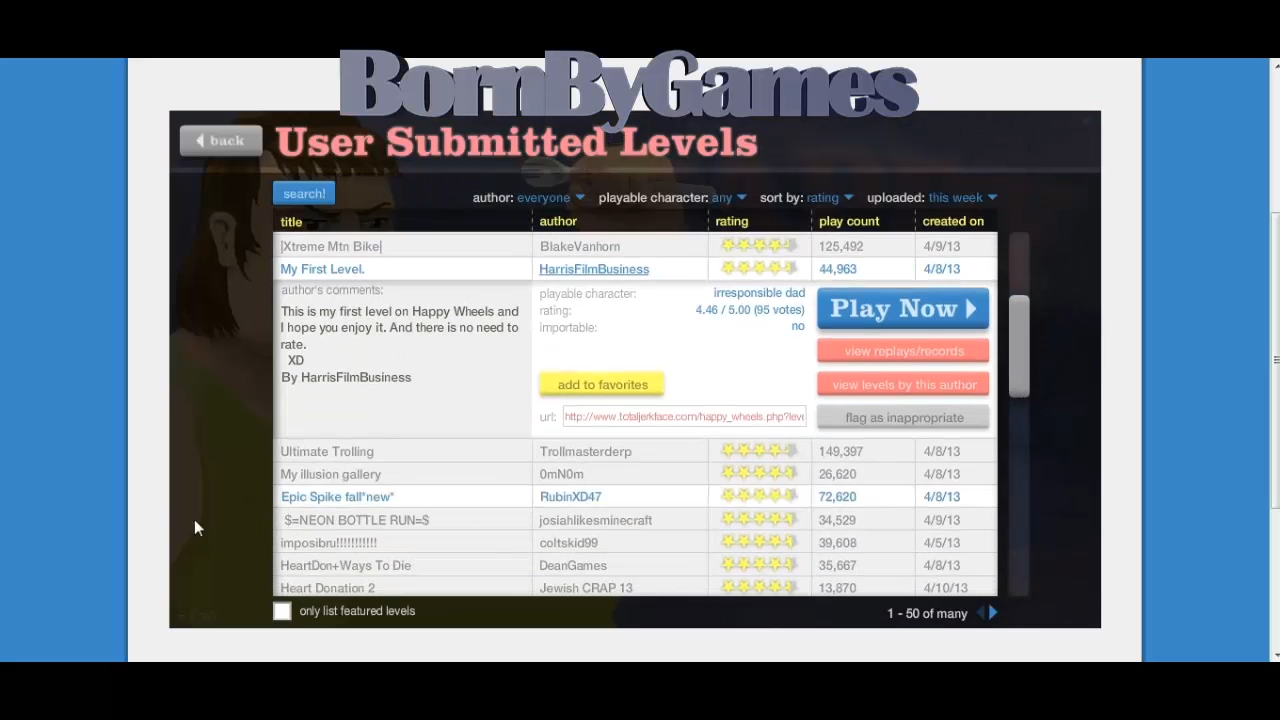 BornByGames
back
User Submitted Levels
search!
author: everyone playable character: any sort by: rating uploaded: this week
title author rating play count created on
|Xtreme Mtn Bike| BlakeVanhorn 125,492 4/9/13
My First Level. HarrisFilmBusiness 44,963 4/8/13
author's comments:
This is my first level on Happy Wheels and
I hope you enjoy it. And there is no need to
rate.
XD
By HarrisFilmBusiness
playable character: irresponsible dad
rating: 4.46 / 5.00 (95 votes)
importable: no
add to favorites
url: http://www.totaljerkface.com/happy_wheels.php?leve
Play Now
view replays/records
view levels by this author
flag as inappropriate
Ultimate Trolling Trollmasterderp 149,397 4/8/13
My illusion gallery 0mN0m 26,620 4/8/13
Epic Spike fall*new* RubinXD47 72,620 4/8/13
$=NEON BOTTLE RUN=$ josiahlikesminecraft 34,529 4/9/13
imposibru!!!!!!!!!!! coltskid99 39,608 4/5/13
HeartDon+Ways To Die DeanGames 35,667 4/8/13
Heart Donation 2 Jewish CRAP 13 13,870 4/10/13
only list featured levels
1 - 50 of many